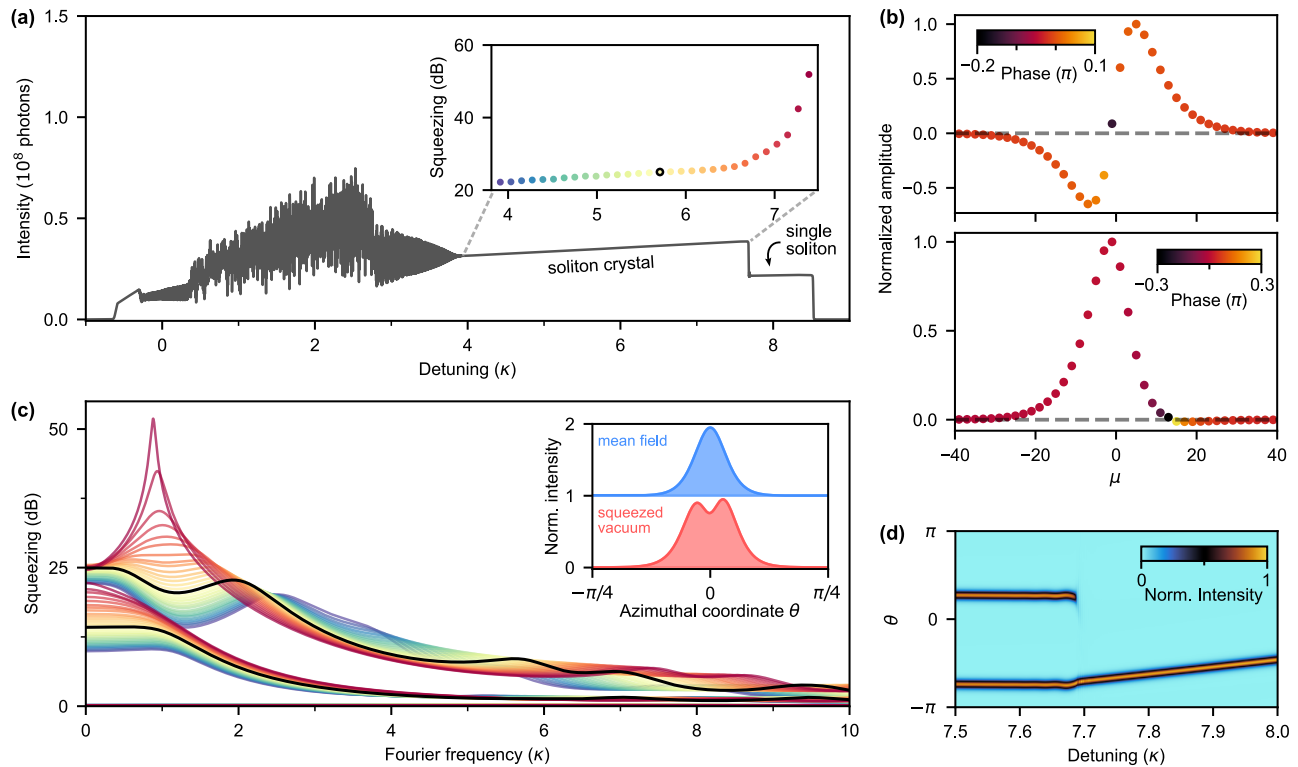 (a)
1.5
1.0
0.5
0.0
Intensity (10⁸ photons)
0
2
4
6
8
Detuning (κ)
60
40
20
Squeezing (dB)
4
5
6
7
soliton crystal
single
soliton
(b)
1.0
0.5
0.0
−0.5
−0.2
0.1
Phase (π)
Normalized amplitude
1.0
0.5
0.0
−0.3
0.3
Phase (π)
−40
−20
0
20
40
μ
(c)
50
25
0
Squeezing (dB)
0
2
4
6
8
10
Fourier frequency (κ)
2
1
0
Norm. intensity
mean field
squeezed
vacuum
−π/4
0
π/4
Azimuthal coordinate θ
(d)
π
0
−π
θ
0
1
Norm. Intensity
7.5
7.6
7.7
7.8
7.9
8.0
Detuning (κ)